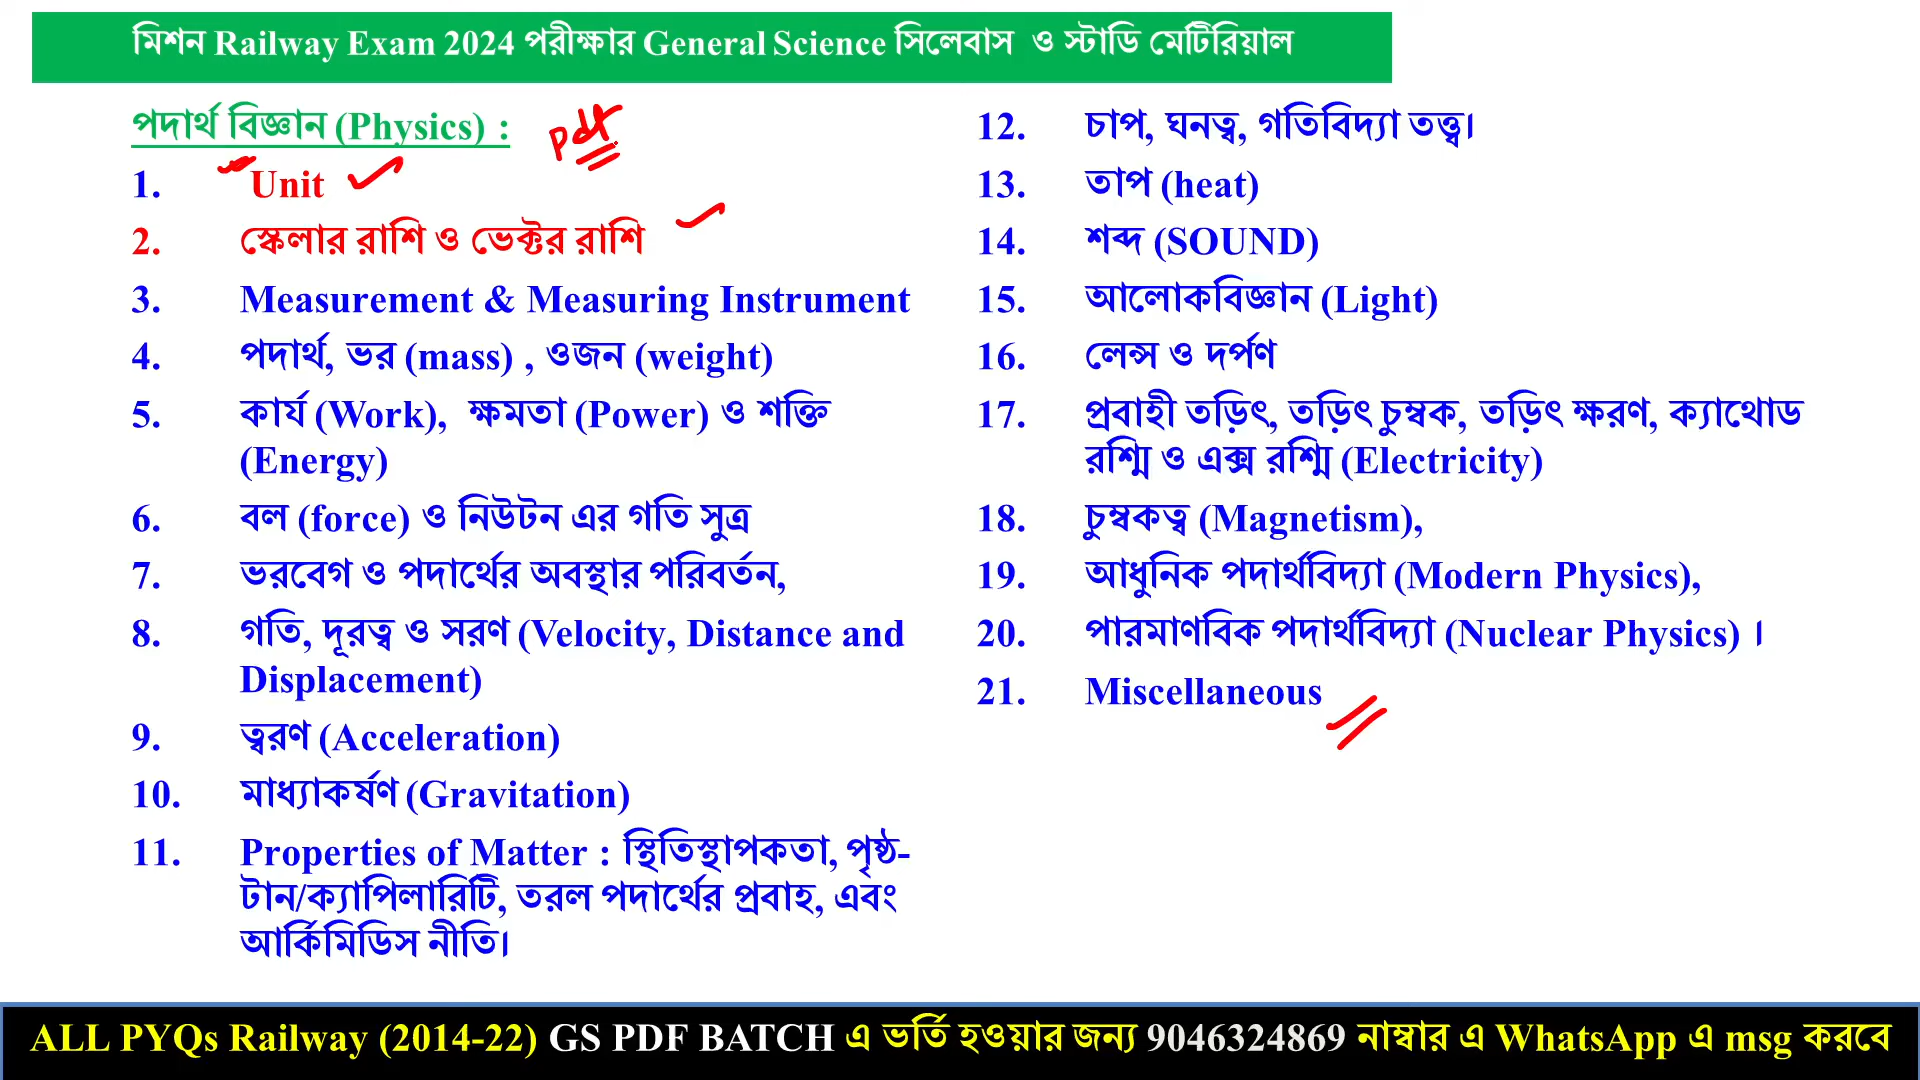 মিশন Railway Exam 2024 পরীক্ষার General Science সিলেবাস ও স্টাডি মেটিরিয়াল
পদার্থ বিজ্ঞান (Physics) :
Pdf
1. Unit
2. স্কেলার রাশি ও ভেক্টর রাশি
3. Measurement & Measuring Instrument
4. পদার্থ, ভর (mass) , ওজন (weight)
5. কার্য (Work), ক্ষমতা (Power) ও শক্তি
(Energy)
6. বল (force) ও নিউটন এর গতি সুত্র
7. ভরবেগ ও পদার্থের অবস্থার পরিবর্তন,
8. গতি, দূরত্ব ও সরণ (Velocity, Distance and
Displacement)
9. ত্বরণ (Acceleration)
10. মাধ্যাকর্ষণ (Gravitation)
11. Properties of Matter : স্থিতিস্থাপকতা, পৃষ্ঠ-
টান/ক্যাপিলারিটি, তরল পদার্থের প্রবাহ, এবং
আর্কিমিডিস নীতি।
12. চাপ, ঘনত্ব, গতিবিদ্যা তত্ত্ব।
13. তাপ (heat)
14. শব্দ (SOUND)
15. আলোকবিজ্ঞান (Light)
16. লেন্স ও দর্পণ
17. প্রবাহী তড়িৎ, তড়িৎ চুম্বক, তড়িৎ ক্ষরণ, ক্যাথোড
রশ্মি ও এক্স রশ্মি (Electricity)
18. চুম্বকত্ব (Magnetism),
19. আধুনিক পদার্থবিদ্যা (Modern Physics),
20. পারমাণবিক পদার্থবিদ্যা (Nuclear Physics) ।
21. Miscellaneous
ALL PYQs Railway (2014-22) GS PDF BATCH এ ভর্তি হওয়ার জন্য 9046324869 নাম্বার এ WhatsApp এ msg করবে